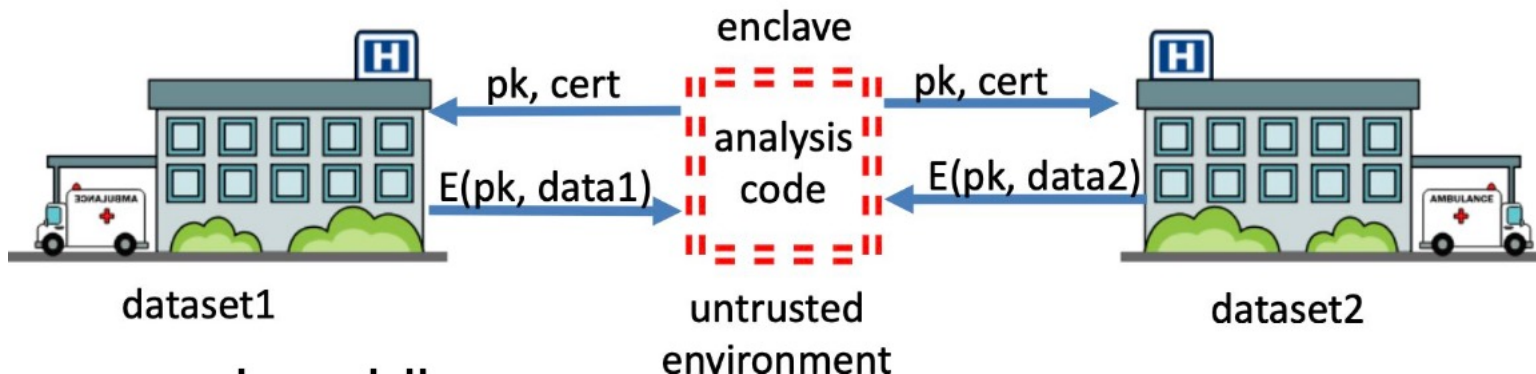 enclave
H
H
pk, cert
pk, cert
analysis
code
E(pk, data1)
E(pk, data2)
AMBULANCE
AMBULANCE
dataset1
untrusted
environment
dataset2